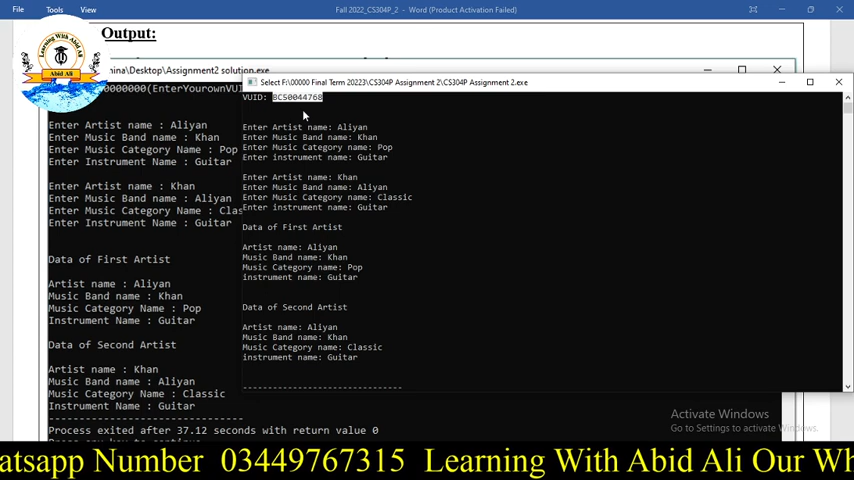 File Tools View
Fall 2022_CS304P_2 - Word (Product Activation Failed)
Output:
Learning With Abid Ali
Abid Ali
hina\Desktop\Assignment2 solution.exe
0000000(EnterYourownVUI
Enter Artist name : Aliyan
Enter Music Band name : Khan
Enter Music Category Name : Pop
Enter Instrument Name : Guitar
Enter Artist name : Khan
Enter Music Band name : Aliyan
Enter Music Category Name : Clas
Enter Instrument Name : Guitar
Data of First Artist
Artist name : Aliyan
Music Band name : Khan
Music Category Name : Pop
Instrument Name : Guitar
Data of Second Artist
Artist name : Khan
Music Band name : Aliyan
Music Category Name : Classic
Instrument Name : Guitar
--------------------------------
Process exited after 37.12 seconds with return value 0
Select F:\00000 Final Term 20223\CS304P Assignment 2\CS304P Assignment 2.exe
VUID: BC50044768
Enter Artist name: Aliyan
Enter Music Band name: Khan
Enter Music Category name: Pop
Enter instrument name: Guitar
Enter Artist name: Khan
Enter Music Band name: Aliyan
Enter Music Category name: Classic
Enter instrument name: Guitar
Data of First Artist
Artist name: Aliyan
Music Band name: Khan
Music Category name: Pop
instrument name: Guitar
Data of Second Artist
Artist name: Aliyan
Music Band name: Khan
Music Category name: Classic
instrument name: Guitar
--------------------------------
Activate Windows
Go to Settings to activate Windows.
atsapp Number 03449767315 Learning With Abid Ali Our Wh